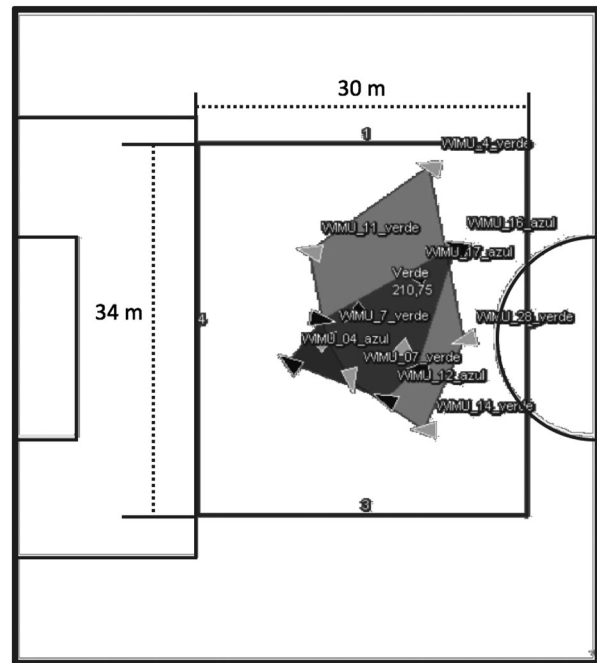 30 m
1
WIMU_4_verde
WIMU_11_verde
WIMU_16_azul
WIMU_17_azul
Verde
210,75
34 m
4
WIMU_7_verde
WIMU_28_verde
WIMU_04_azul
WIMU_07_verde
WIMU_12_azul
WIMU_14_verde
3